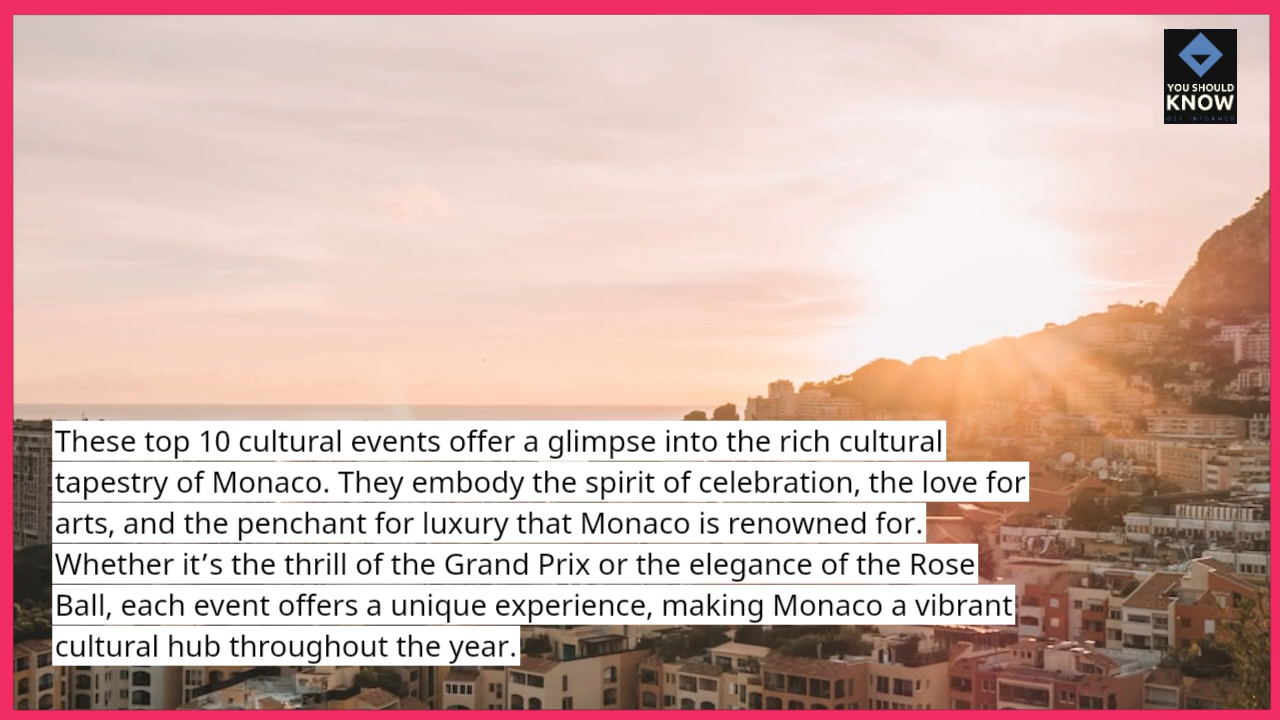 YOU SHOULD
KNOW
GET INFORMED
These top 10 cultural events offer a glimpse into the rich cultural
tapestry of Monaco. They embody the spirit of celebration, the love for
arts, and the penchant for luxury that Monaco is renowned for.
Whether it’s the thrill of the Grand Prix or the elegance of the Rose
Ball, each event offers a unique experience, making Monaco a vibrant
cultural hub throughout the year.